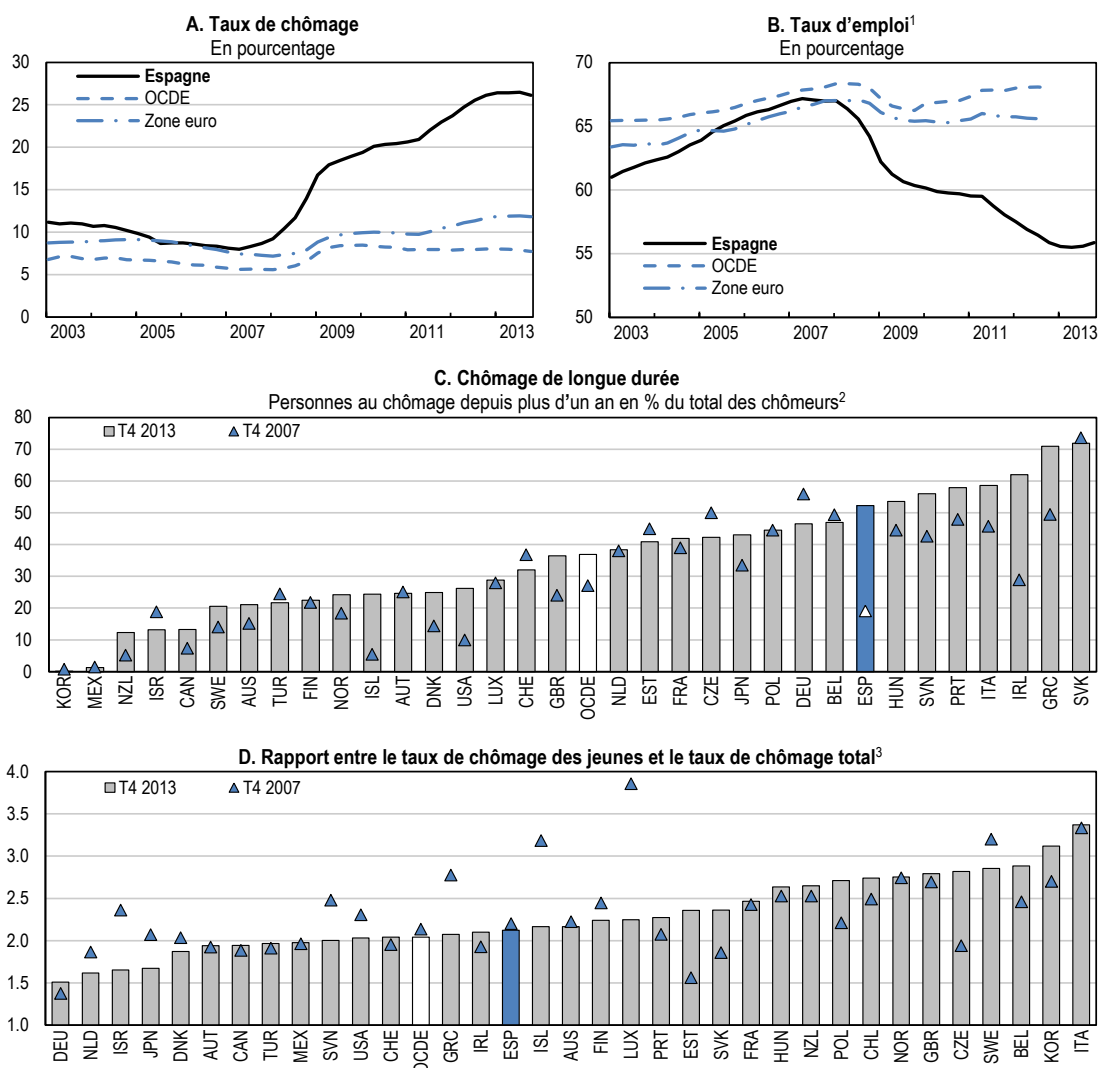 A. Taux de chômage
En pourcentage
30
25
20
15
10
5
0
Espagne
OCDE
Zone euro
2003 2005 2007 2009 2011 2013
B. Taux d'emploi¹
En pourcentage
70
65
60
55
50
Espagne
OCDE
Zone euro
2003 2005 2007 2009 2011 2013
C. Chômage de longue durée
Personnes au chômage depuis plus d'un an en % du total des chômeurs²
80
70
60
50
40
30
20
10
0
T4 2013 T4 2007
KOR MEX NZL ISR CAN SWE AUS TUR FIN NOR ISL AUT DNK USA LUX CHE GBR OCDE NLD EST FRA CZE JPN POL DEU BEL ESP HUN SVN PRT ITA IRL GRC SVK
D. Rapport entre le taux de chômage des jeunes et le taux de chômage total³
4.0
3.5
3.0
2.5
2.0
1.5
1.0
T4 2013 T4 2007
DEU NLD ISR JPN DNK AUT CAN TUR MEX SVN USA CHE OCDE GRC IRL ESP ISL AUS FIN LUX PRT EST SVK FRA HUN NZL POL CHL NOR GBR CZE SWE BEL KOR ITA